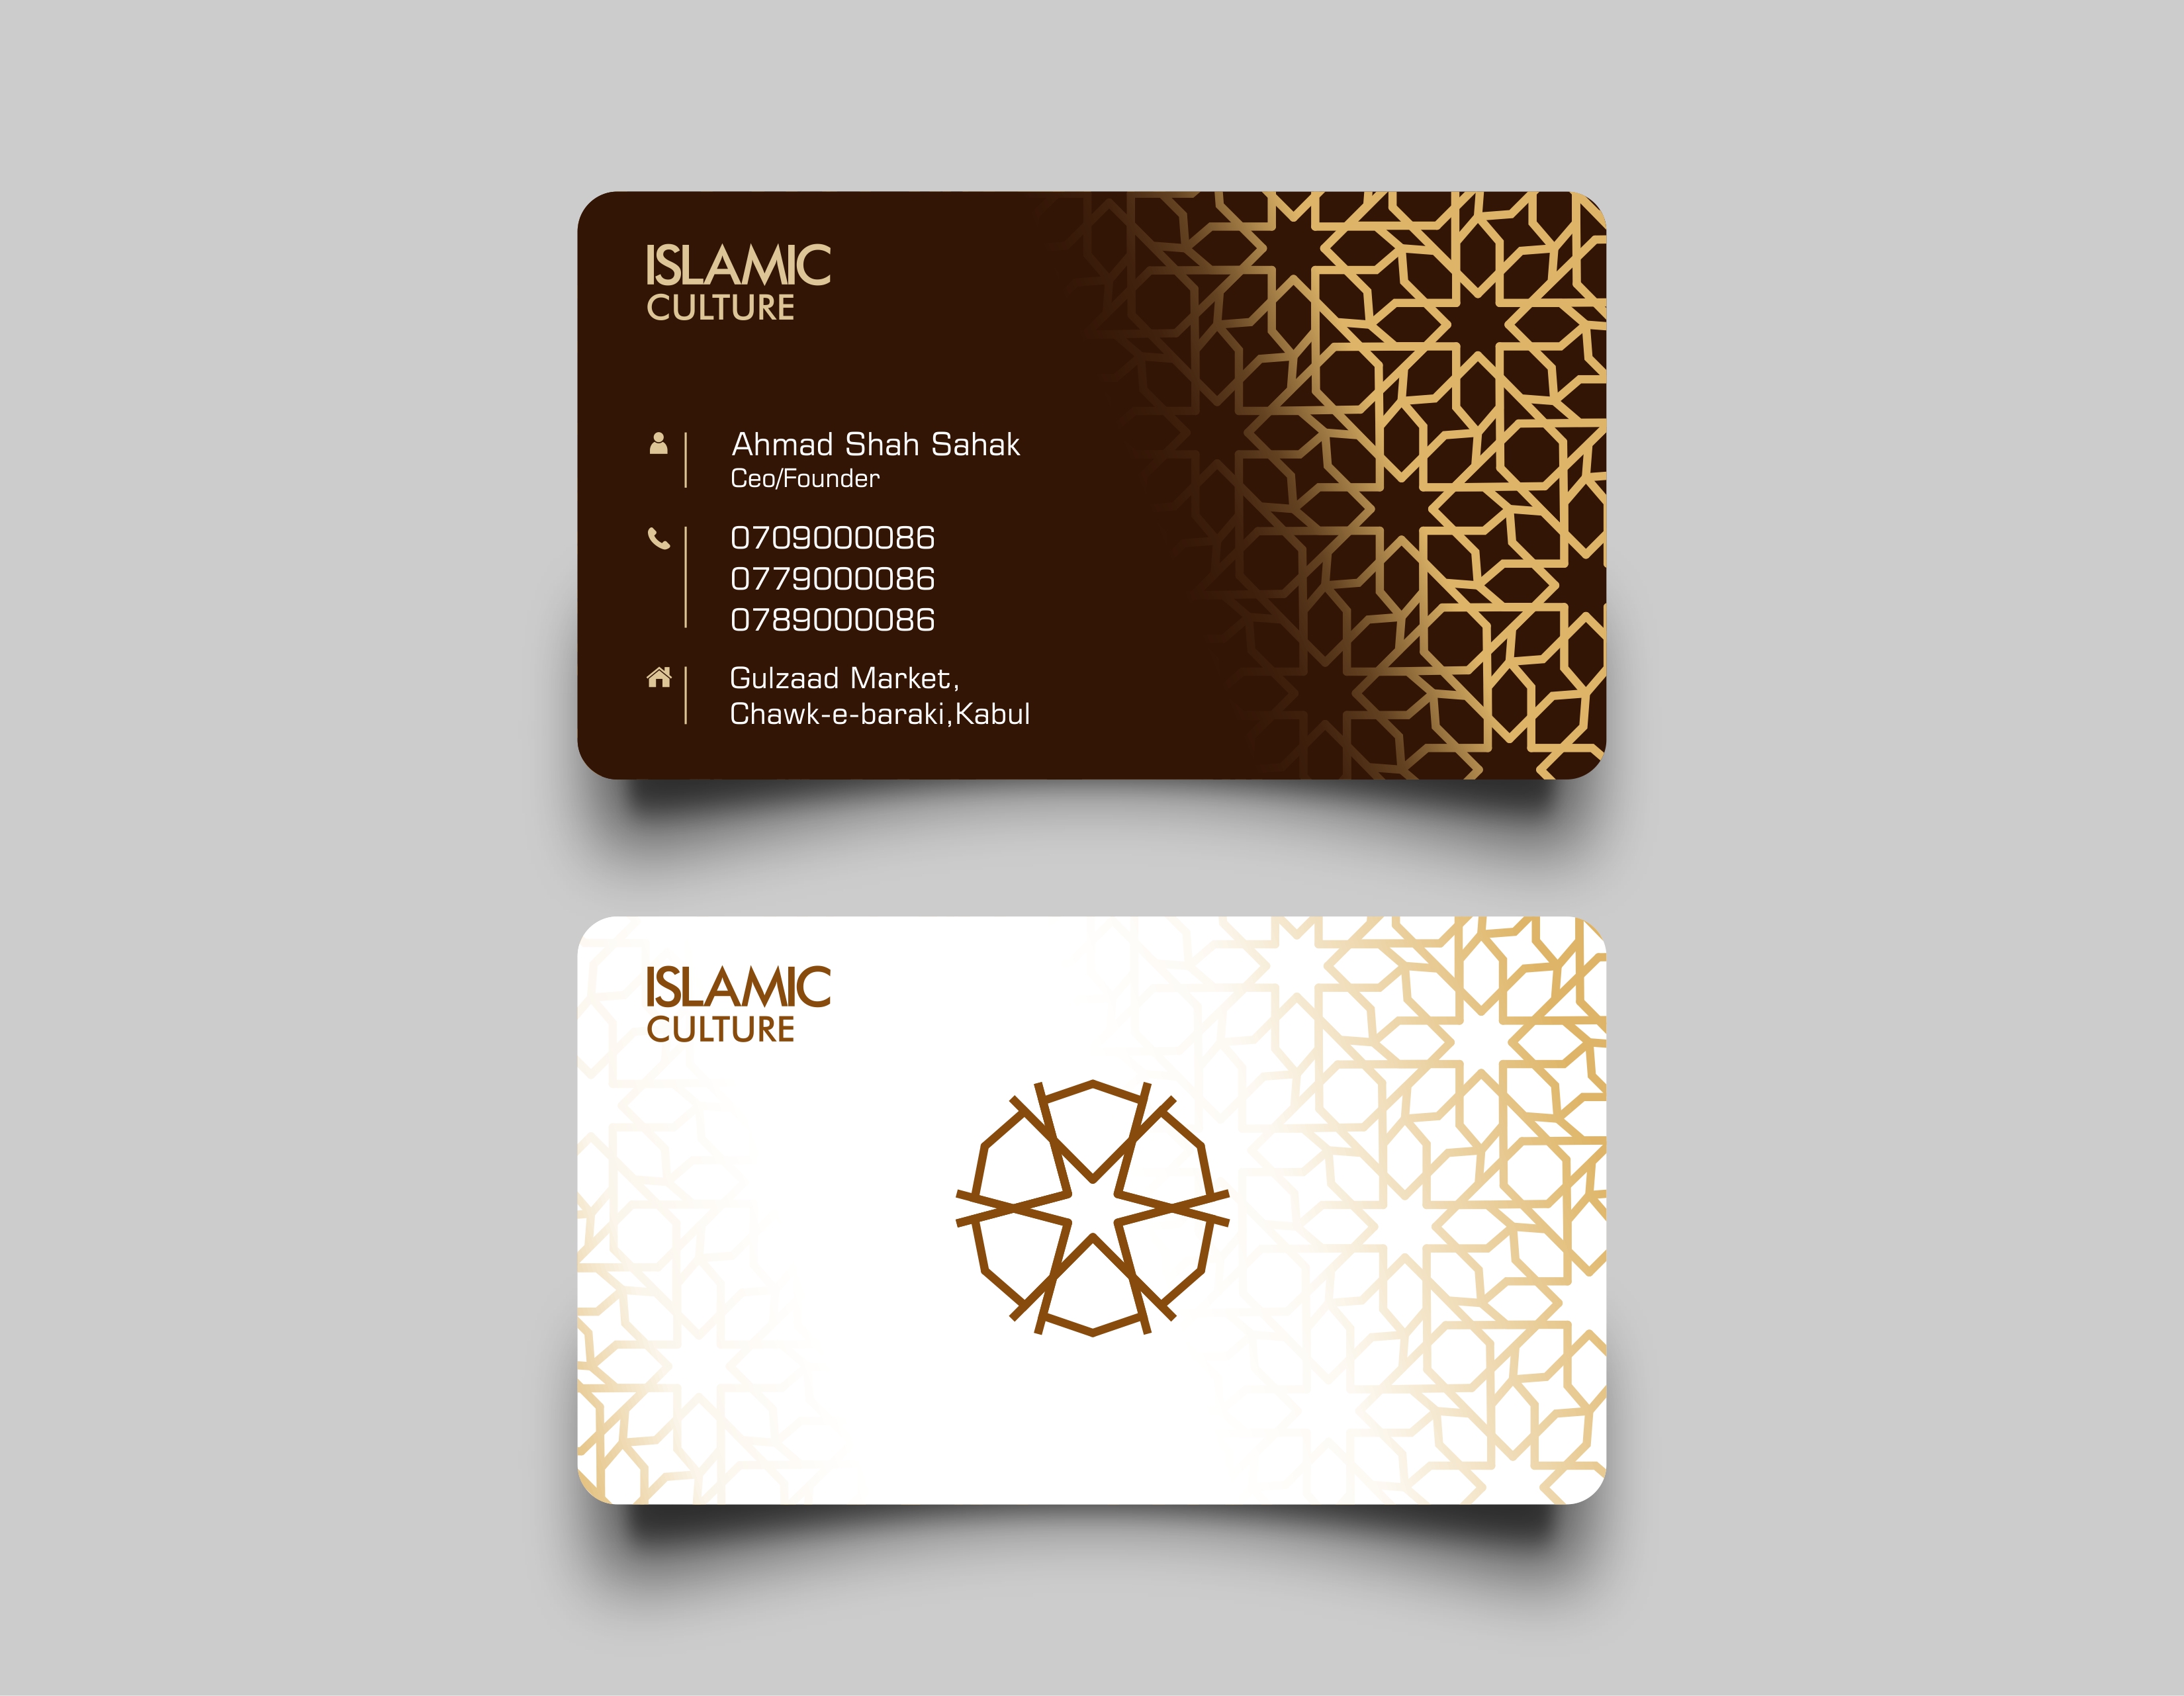 ISLAMIC
CULTURE
Ahmad Shah Sahak
Ceo/Founder
0709000086
0779000086
0789000086
Gulzaad Market,
Chawk-e-baraki,Kabul
ISLAMIC
CULTURE